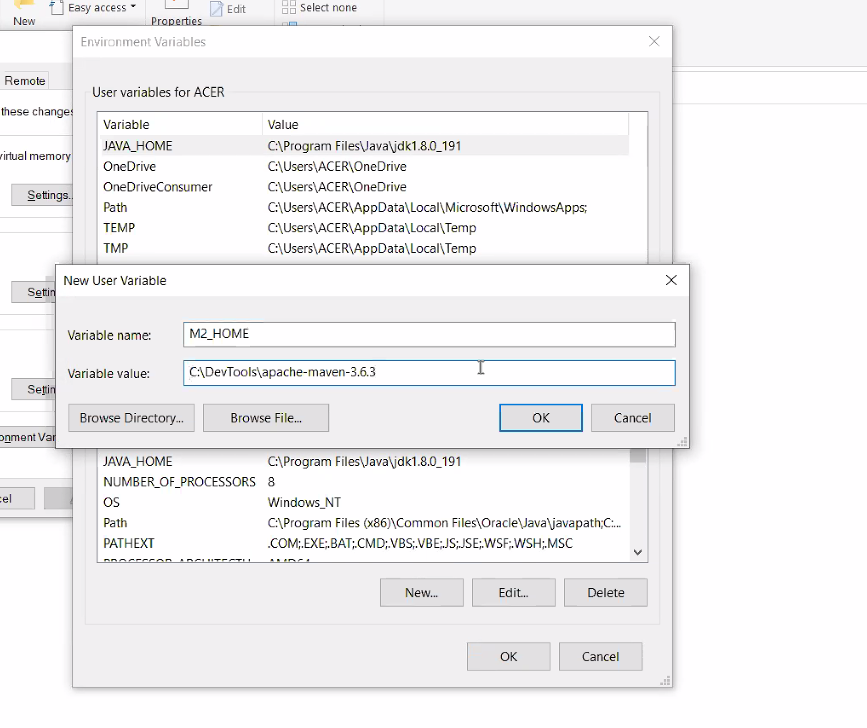 New
Easy access
Properties
Edit
Select none
Environment Variables
Remote
these changes
virtual memory
Settings..
User variables for ACER
Variable Value
JAVA_HOME C:\Program Files\Java\jdk1.8.0_191
OneDrive C:\Users\ACER\OneDrive
OneDriveConsumer C:\Users\ACER\OneDrive
Path C:\Users\ACER\AppData\Local\Microsoft\WindowsApps;
TEMP C:\Users\ACER\AppData\Local\Temp
TMP C:\Users\ACER\AppData\Local\Temp
New User Variable
Settin
Variable name: M2_HOME
Variable value: C:\DevTools\apache-maven-3.6.3
Settin
Browse Directory... Browse File... OK Cancel
onment Var
JAVA_HOME C:\Program Files\Java\jdk1.8.0_191
NUMBER_OF_PROCESSORS 8
OS Windows_NT
cel
Path C:\Program Files (x86)\Common Files\Oracle\Java\javapath;C:...
PATHEXT .COM;.EXE;.BAT;.CMD;.VBS;.VBE;.JS;.JSE;.WSF;.WSH;.MSC
PROCESSOR_ARCHITECTU AMD64
New... Edit... Delete
OK Cancel